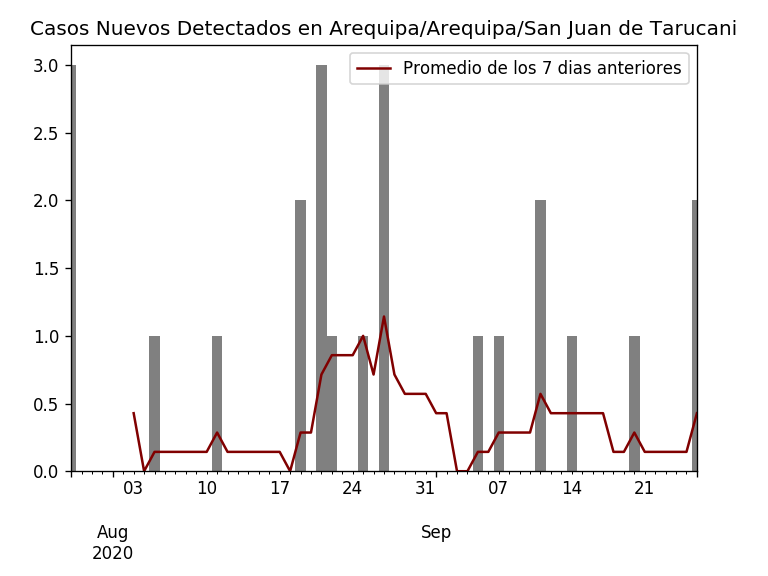 Casos Nuevos Detectados en Arequipa/Arequipa/San Juan de Tarucani
Promedio de los 7 dias anteriores
3.0
2.5
2.0
1.5
1.0
0.5
0.0
03 10 17 24 31 07 14 21
Aug Sep
2020